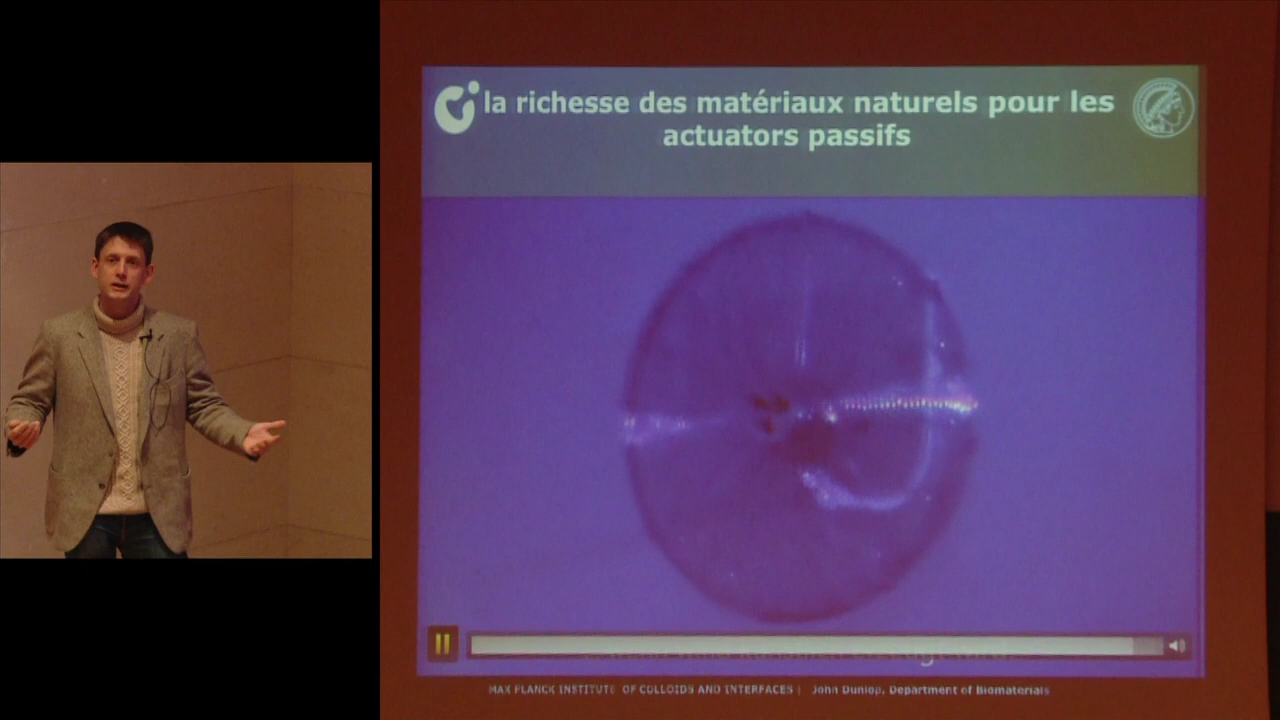 la richesse des matériaux naturels pour les
actuators passifs
MAX PLANCK INSTITUTE OF COLLOIDS AND INTERFACES | John Dunlop, Department of Biomaterials